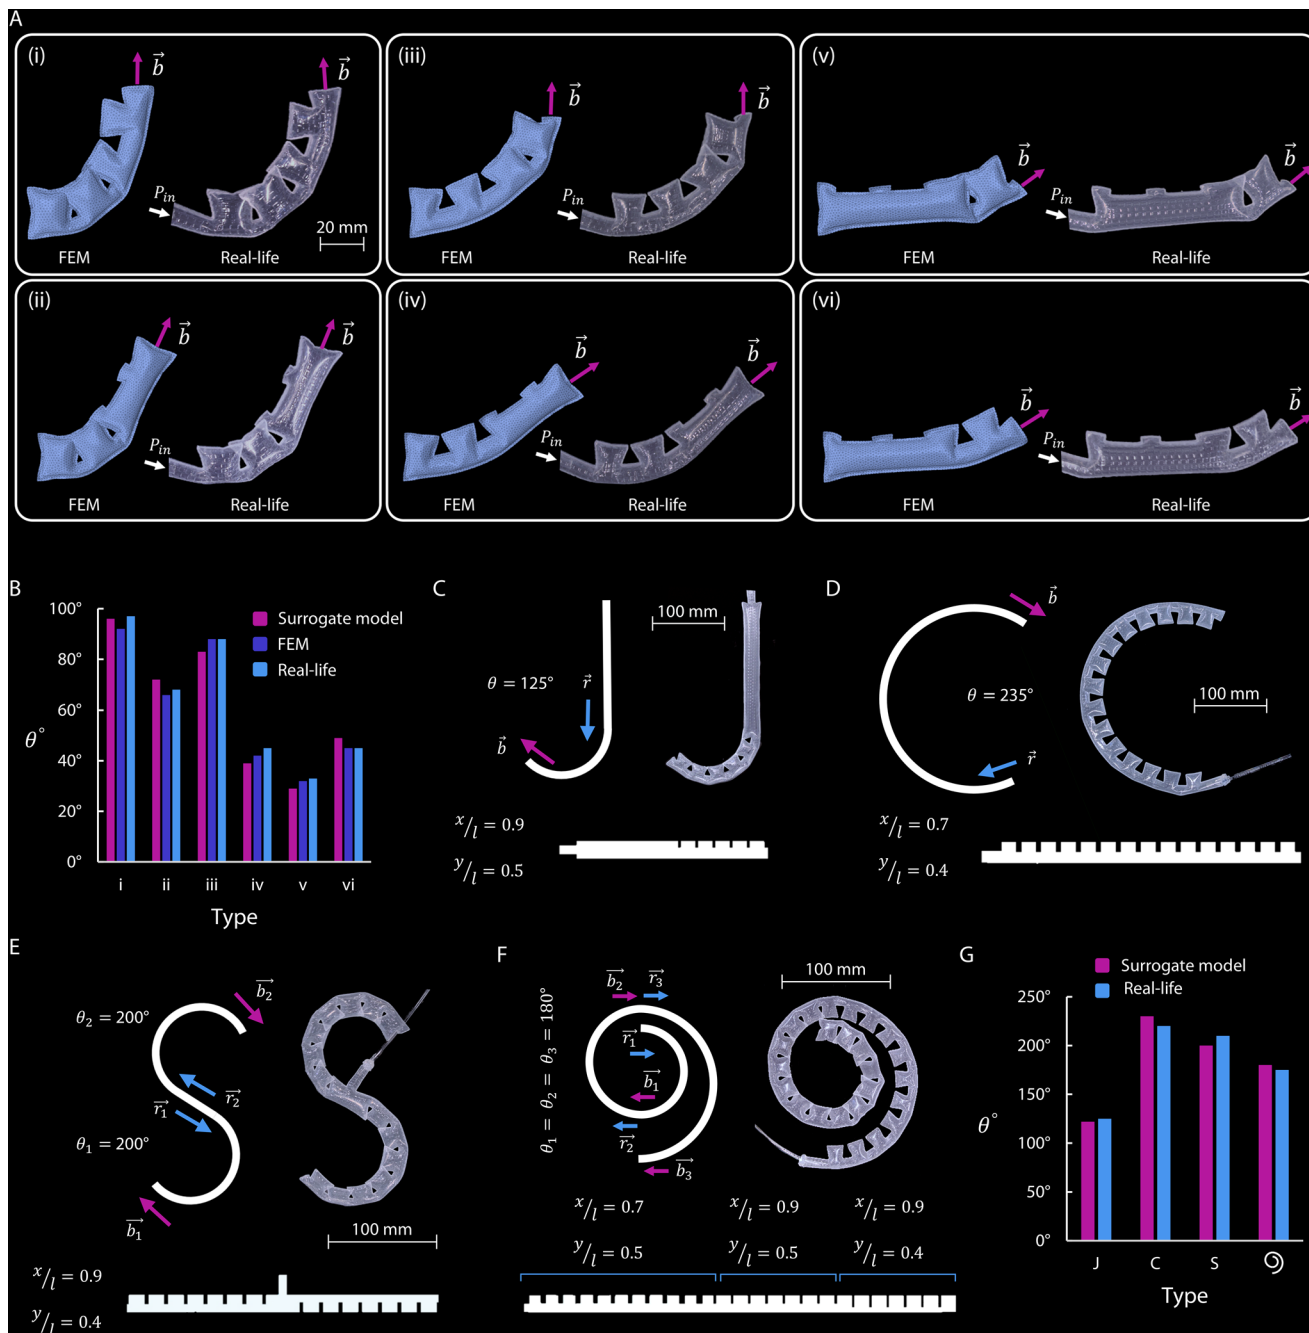 A
(i)
b⃗
b⃗
P_in
20 mm
FEM
Real-life
(iii)
b⃗
b⃗
FEM
Real-life
(v)
b⃗
b⃗
P_in
FEM
Real-life
(ii)
b⃗
b⃗
P_in
FEM
Real-life
(iv)
b⃗
b⃗
P_in
FEM
Real-life
(vi)
b⃗
b⃗
P_in
FEM
Real-life
B
100°
80°
60°
40°
20°
0°
θ°
Surrogate model
FEM
Real-life
i ii iii iv v vi
Type
C
100 mm
θ = 125°
r⃗
b⃗
x/l = 0.9
y/l = 0.5
D
b⃗
θ = 235°
100 mm
r⃗
x/l = 0.7
y/l = 0.4
E
b₂⃗
θ₂ = 200°
r₂⃗
r₁⃗
θ₁ = 200°
b₁⃗
100 mm
x/l = 0.9
y/l = 0.4
F
θ₁ = θ₂ = θ₃ = 180°
b₂⃗ r₃⃗
r₁⃗
b₁⃗
r₂⃗
b₃⃗
100 mm
x/l = 0.7 x/l = 0.9 x/l = 0.9
y/l = 0.5 y/l = 0.5 y/l = 0.4
G
Surrogate model
Real-life
250°
200°
150°
100°
50°
0°
θ°
J C S
Type